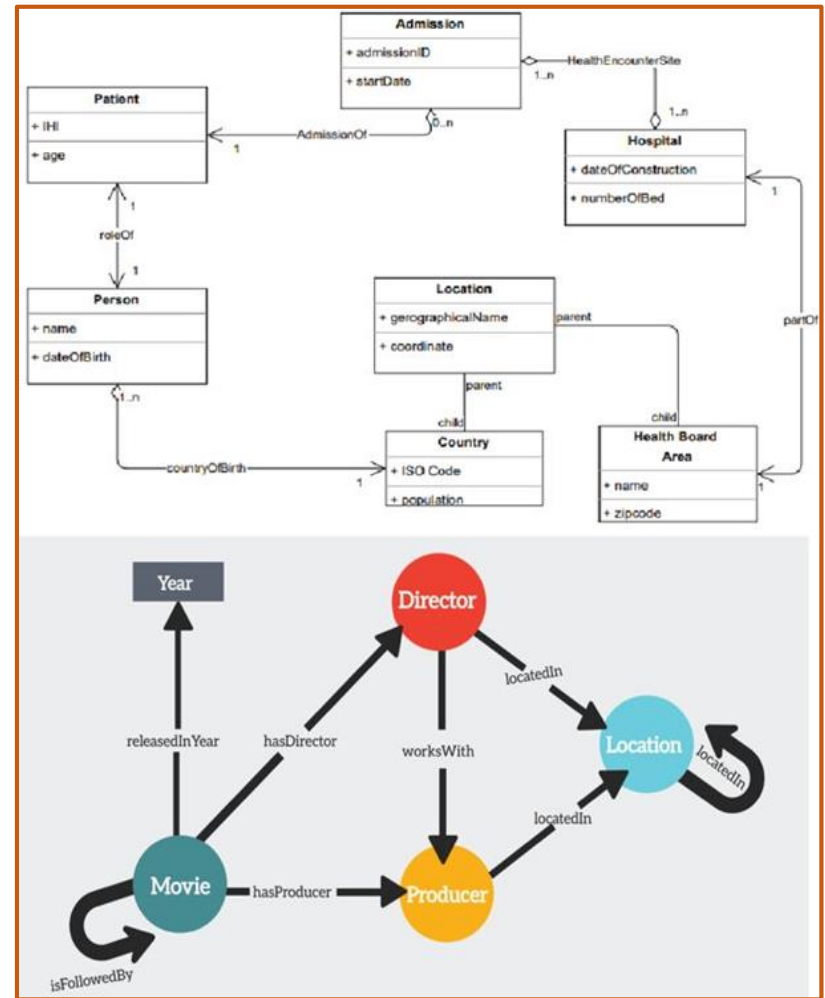 Admission
+ admissionID
+ startDate
HealthEncounterSite
1..n
1..n
Patient
+ IHI
+ age
AdmissionOf
0..n
1
Hospital
+ dateOfConstruction
+ numberOfBed
1
1
roleOf
1
Person
+ name
+ dateOfBirth
1..n
Location
+ gerographicalName
+ coordinate
parent
partOf
parent
child
child
Country
+ ISO Code
+ population
countryOfBirth
1
Health Board
Area
+ name
+ zipcode
1
Year
Director
locatedIn
releasedInYear
hasDirector
worksWith
Location
locatedIn
locatedIn
Movie
hasProducer
Producer
isFollowedBy